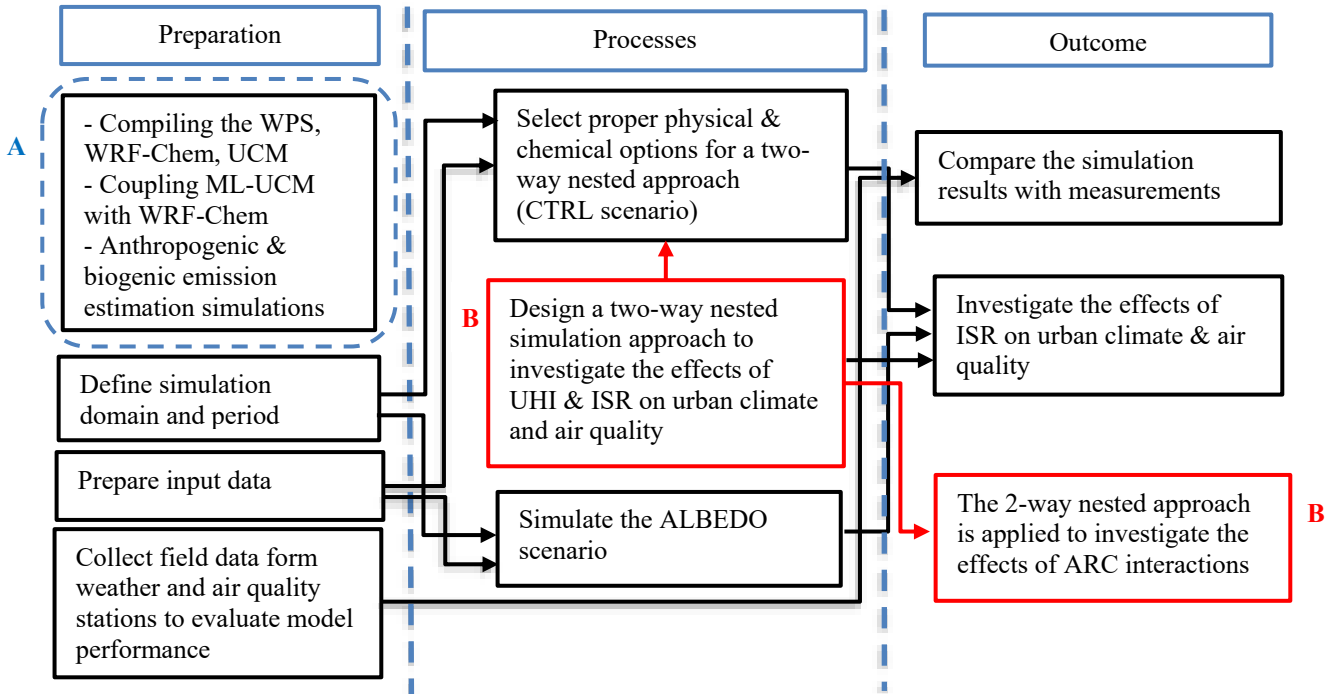 Preparation
Processes
Outcome
A
- Compiling the WPS,
WRF-Chem, UCM
- Coupling ML-UCM
with WRF-Chem
- Anthropogenic &
biogenic emission
estimation simulations
Define simulation
domain and period
Prepare input data
Collect field data form
weather and air quality
stations to evaluate model
performance
Select proper physical &
chemical options for a two-
way nested approach
(CTRL scenario)
B
Design a two-way nested
simulation approach to
investigate the effects of
UHI & ISR on urban climate
and air quality
Simulate the ALBEDO
scenario
Compare the simulation
results with measurements
Investigate the effects of
ISR on urban climate & air
quality
The 2-way nested approach
is applied to investigate the
effects of ARC interactions
B